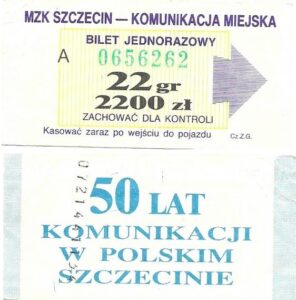 MZK SZCZECIN — KOMUNIKACJA MIEJSKA
BILET JEDNORAZOWY
A 0656262
22 gr
2200 zł
ZACHOWAĆ DLA KONTROLI
Kasować zaraz po wejściu do pojazdu
Cz.Z.G.
50 LAT
KOMUNIKACJI
W POLSKIM
SZCZECINIE